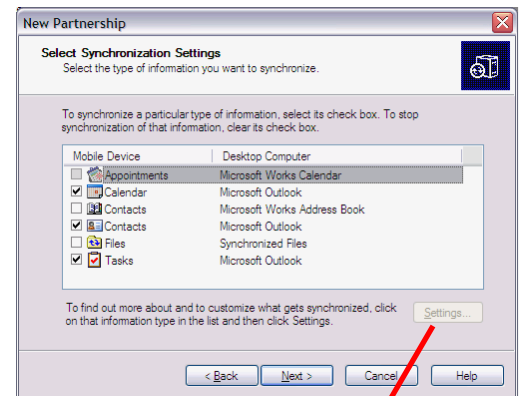 New Partnership
Select Synchronization Settings
Select the type of information you want to synchronize.
To synchronize a particular type of information, select its check box. To stop
synchronization of that information, clear its check box.
Mobile Device Desktop Computer
Appointments Microsoft Works Calendar
Calendar Microsoft Outlook
Contacts Microsoft Works Address Book
Contacts Microsoft Outlook
Files Synchronized Files
Tasks Microsoft Outlook
To find out more about and to customize what gets synchronized, click
on that information type in the list and then click Settings.
Settings...
< Back Next > Cancel Help